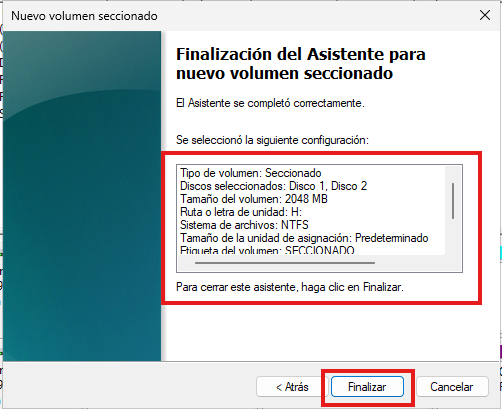 Nuevo volumen seccionado
Finalización del Asistente para
nuevo volumen seccionado
El Asistente se completó correctamente.
Se seleccionó la siguiente configuración:
Tipo de volumen: Seccionado
Discos seleccionados: Disco 1, Disco 2
Tamaño del volumen: 2048 MB
Ruta o letra de unidad: H:
Sistema de archivos: NTFS
Tamaño de la unidad de asignación: Predeterminado
Etiqueta del volumen: SECCIONADO
Para cerrar este asistente, haga clic en Finalizar.
< Atrás
Finalizar
Cancelar